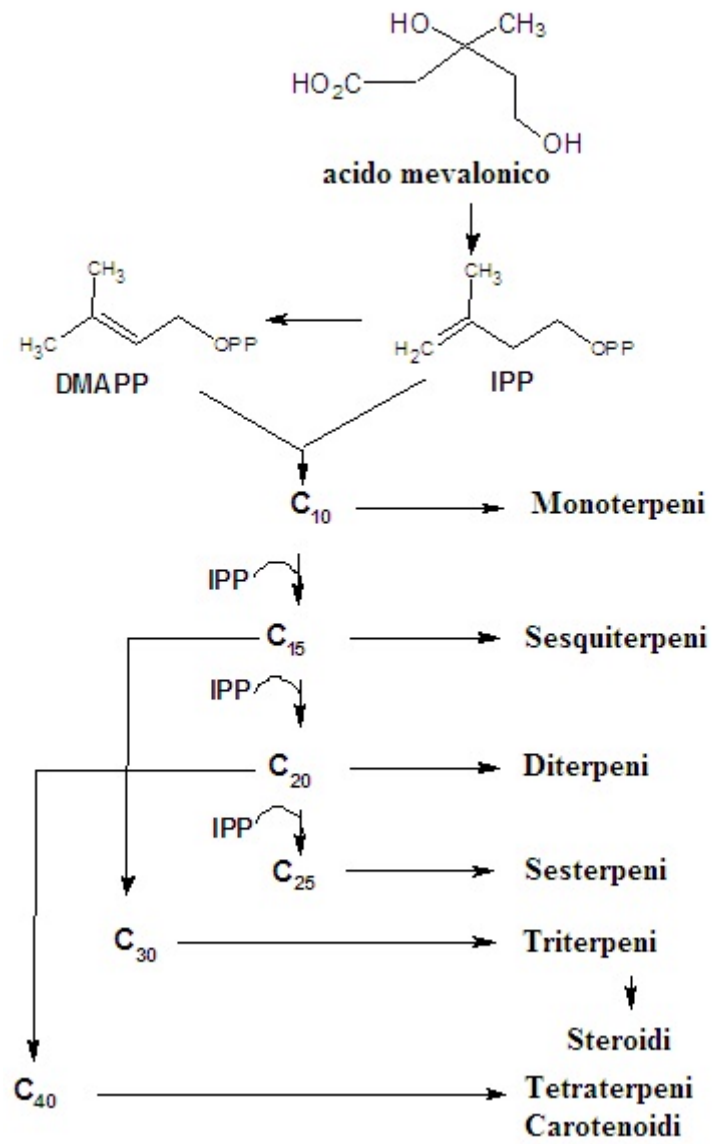 HO CH₃
HO₂C
OH
acido mevalonico
CH₃ CH₃
H₃C OPP H₂C OPP
DMAPP IPP
C₁₀ Monoterpeni
IPP
C₁₅ Sesquiterpeni
IPP
C₂₀ Diterpeni
IPP
C₂₅ Sesterpeni
C₃₀ Triterpeni
Steroidi
C₄₀ Tetraterpeni
Carotenoidi